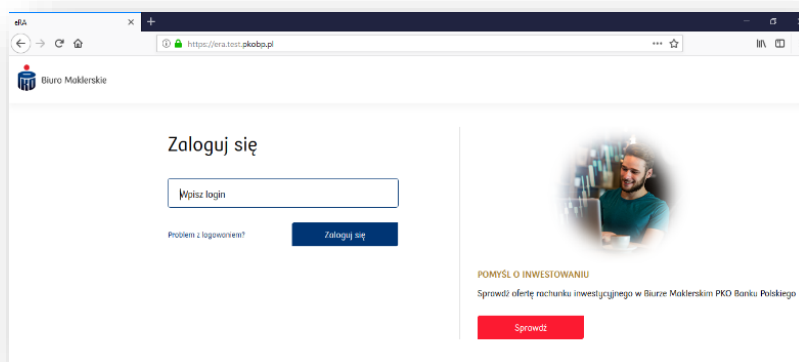 eRA
https://era.test.pkobp.pl
Biuro Maklerskie
Zaloguj się
Wpisz login
Problem z logowaniem?
Zaloguj się
POMYŚL O INWESTOWANIU
Sprawdź ofertę rachunku inwestycyjnego w Biurze Maklerskim PKO Banku Polskiego
Sprawdź